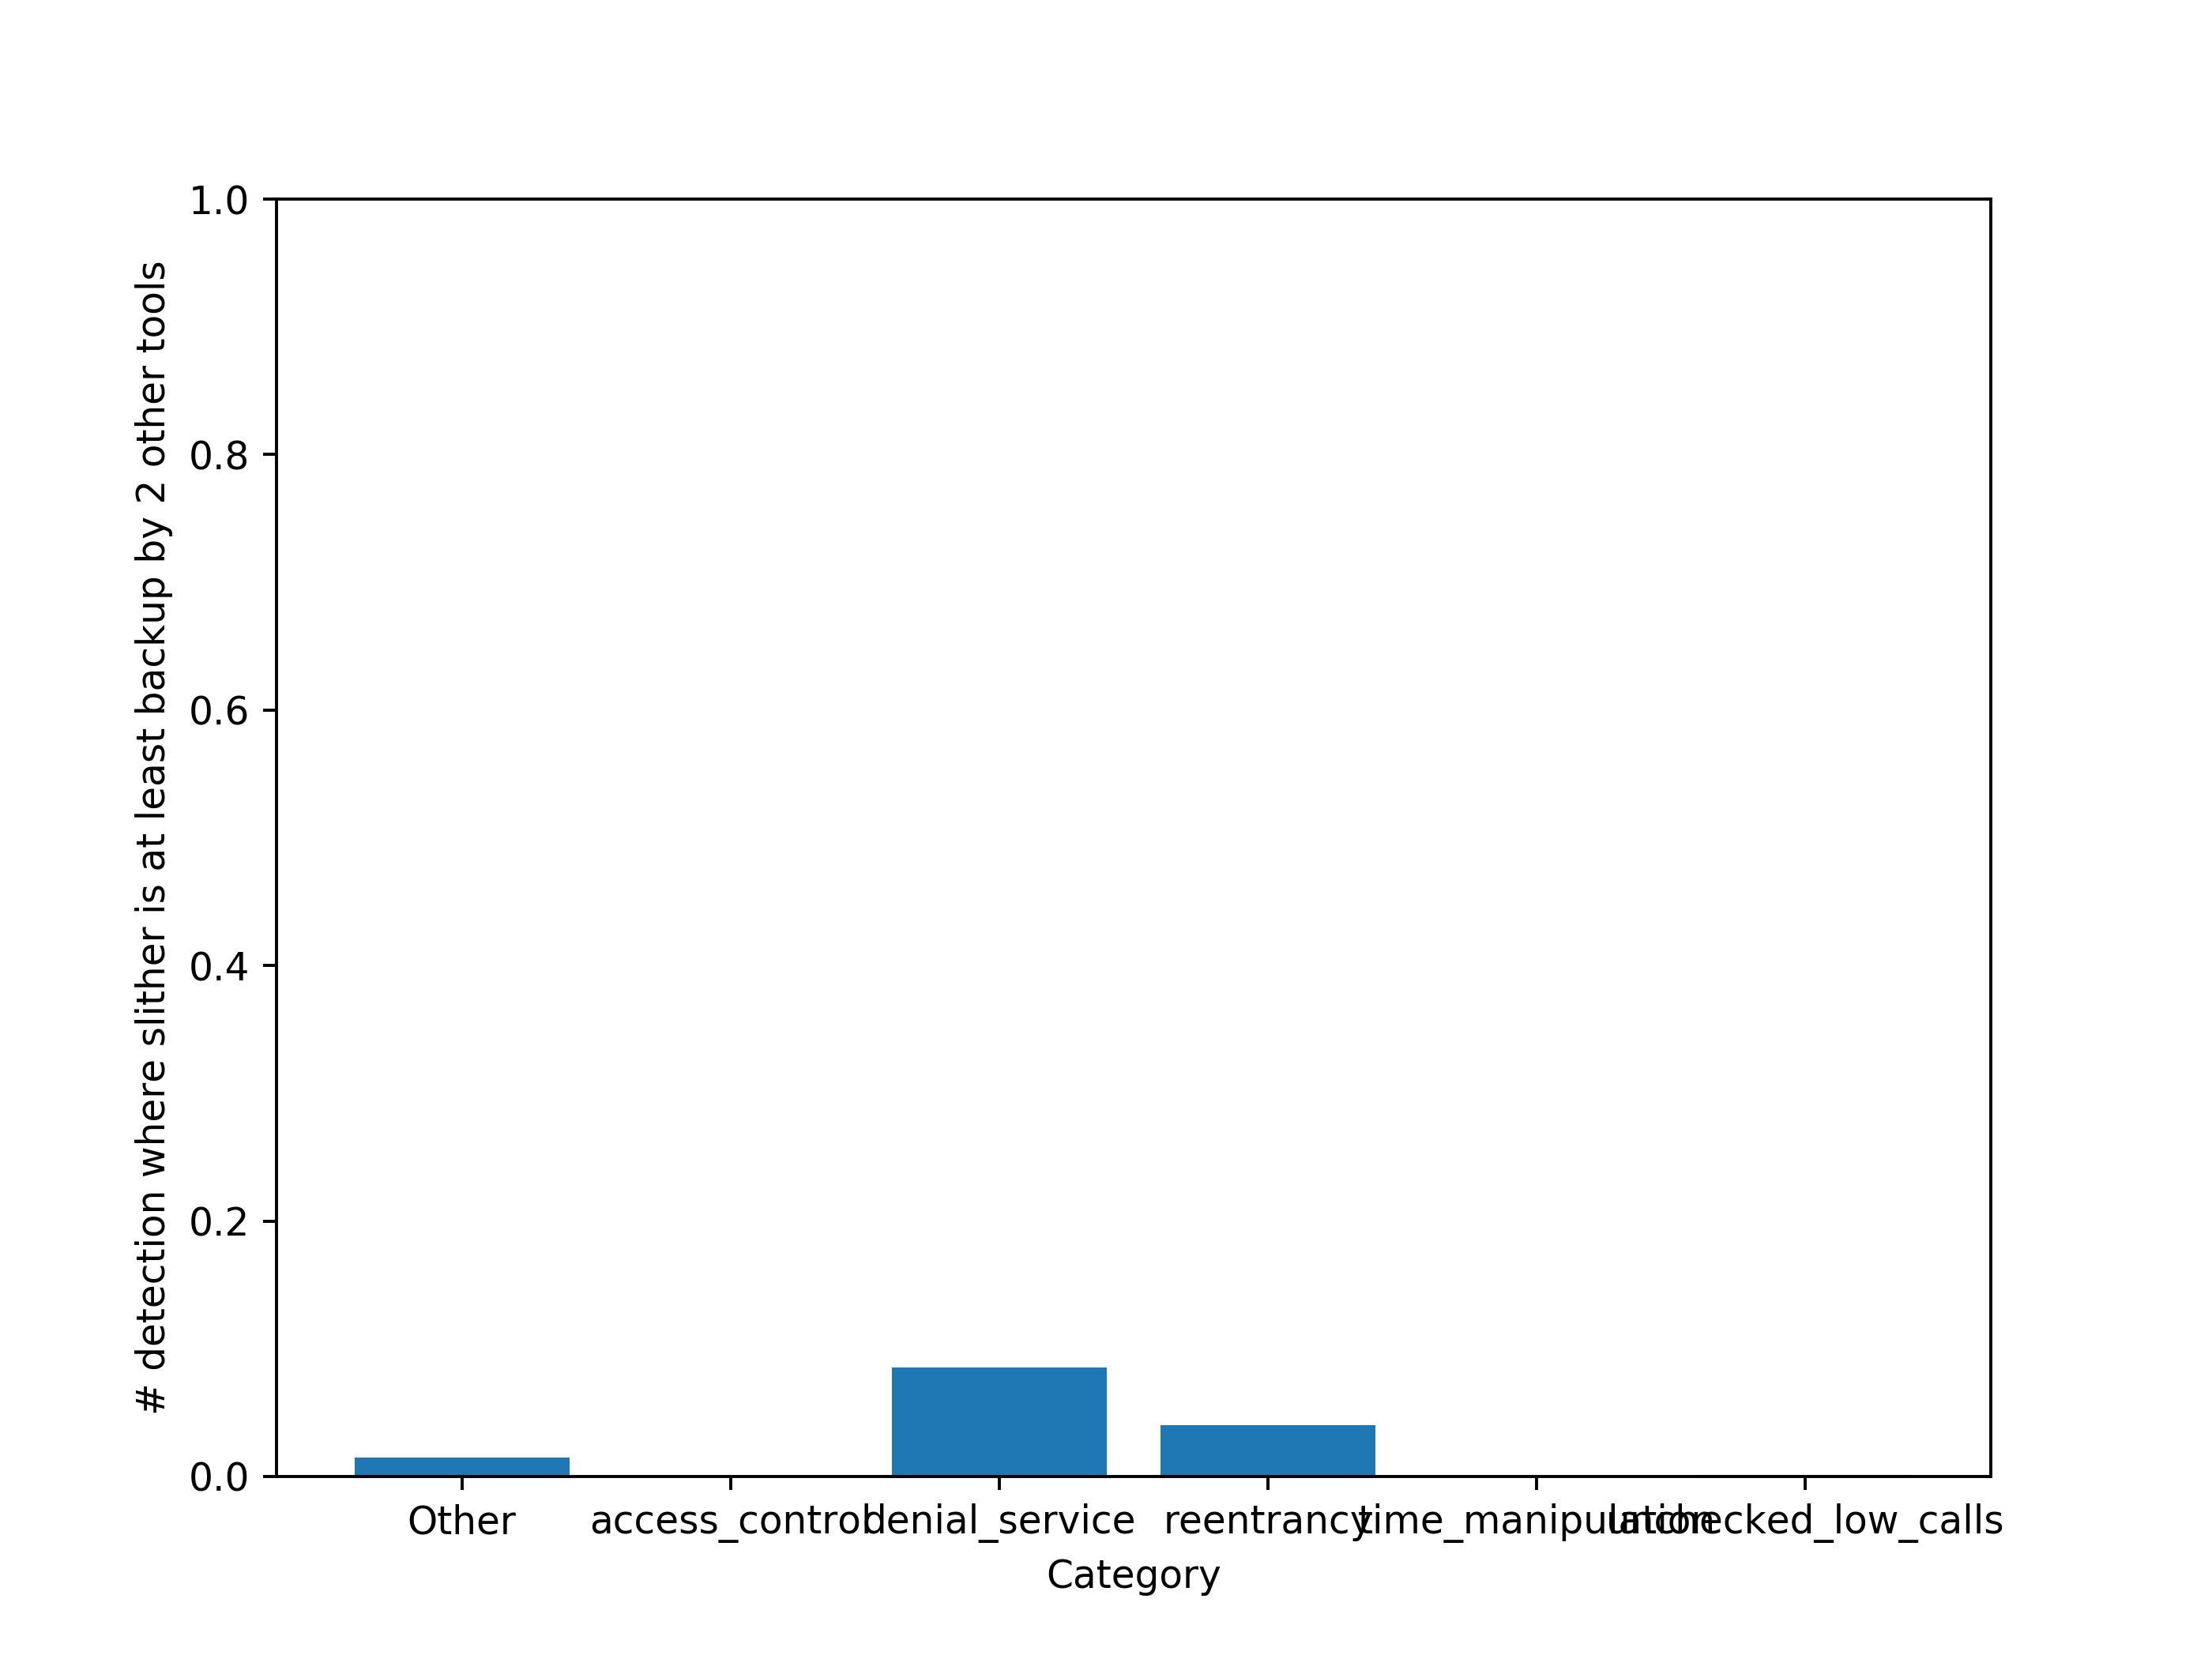 # detection where slither is at least backup by 2 other tools
1.0
0.8
0.6
0.4
0.2
0.0
Other
access_control
denial_service
reentrancy
time_manipulation
unchecked_low_calls
Category